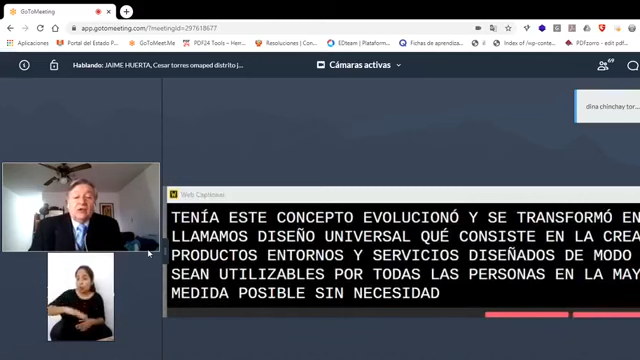 GoToMeeting
app.gotomeeting.com/?meetingId=297618677
Aplicaciones
Portal del Estado P...
GoToMeet.Me
PDF24 Tools – Herr...
Resoluciones | Con...
EDteam | Plataform...
Fichas de aprendizaj...
Index of /wp-conte...
PDFzorro - edit pdf...
Hablando: JAIME HUERTA, Cesar torres omaped distrito |...
Cámaras activas
69
dina chinchay tor...
Web Captioner
TENÍA ESTE CONCEPTO EVOLUCIONÓ Y SE TRANSFORMÓ EN
LLAMAMOS DISEÑO UNIVERSAL QUÉ CONSISTE EN LA CREA
PRODUCTOS ENTORNOS Y SERVICIOS DISEÑADOS DE MODO
SEAN UTILIZABLES POR TODAS LAS PERSONAS EN LA MAY
MEDIDA POSIBLE SIN NECESIDAD